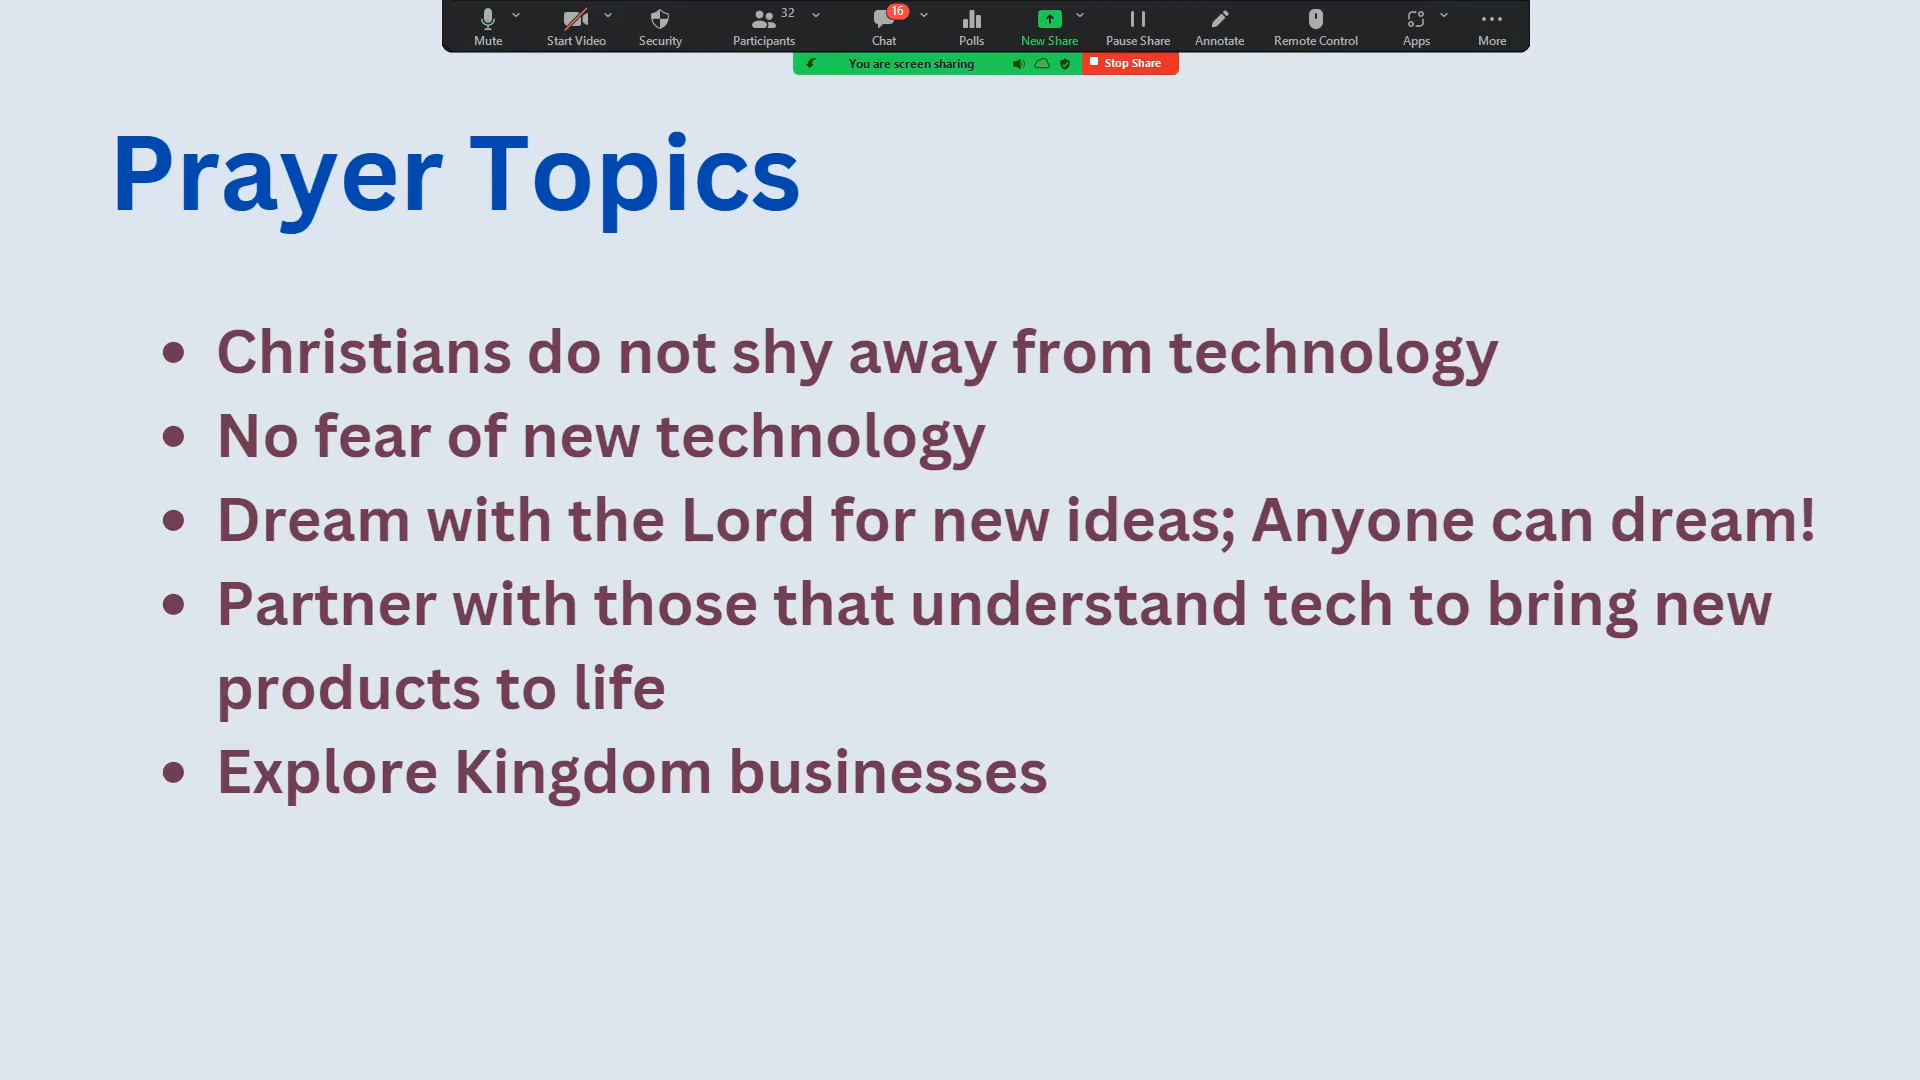 32
16
Mute
Start Video
Security
Participants
Chat
Polls
New Share
Pause Share
Annotate
Remote Control
Apps
More
You are screen sharing
Stop Share
Prayer Topics
• Christians do not shy away from technology
• No fear of new technology
• Dream with the Lord for new ideas; Anyone can dream!
• Partner with those that understand tech to bring new
products to life
• Explore Kingdom businesses